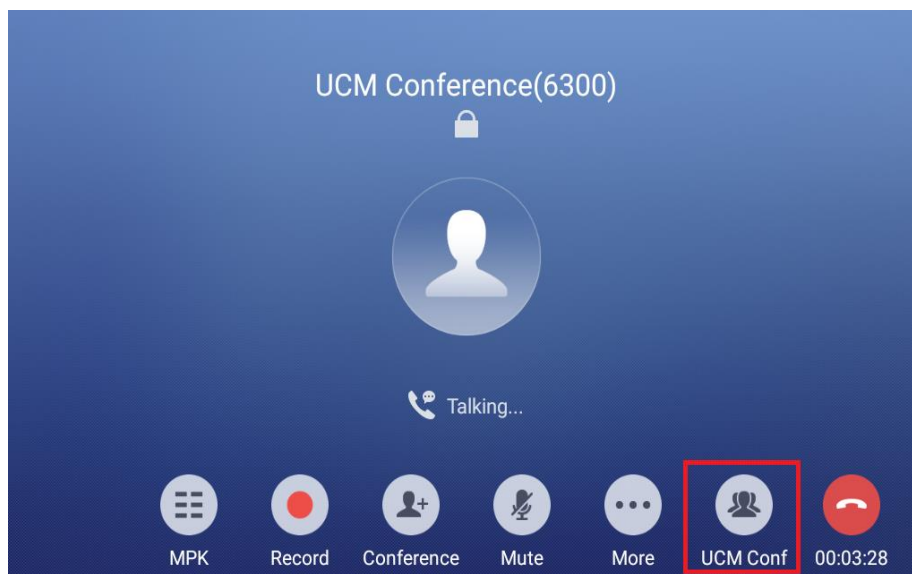 UCM Conference(6300)
Talking...
MPK Record Conference Mute More UCM Conf 00:03:28